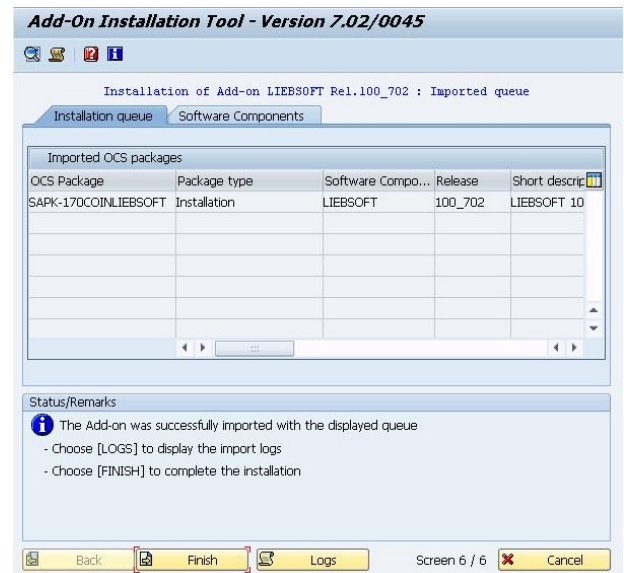 Add-On Installation Tool - Version 7.02/0045
Installation of Add-on LIEBSOFT Rel.100_702 : Imported queue
Installation queue Software Components
Imported OCS packages
OCS Package Package type Software Compo... Release Short descrip
SAPK-170COINLIEBSOFT Installation LIEBSOFT 100_702 LIEBSOFT 10
Status/Remarks
The Add-on was successfully imported with the displayed queue
- Choose [LOGS] to display the import logs
- Choose [FINISH] to complete the installation
Back Finish Logs Screen 6 / 6 Cancel